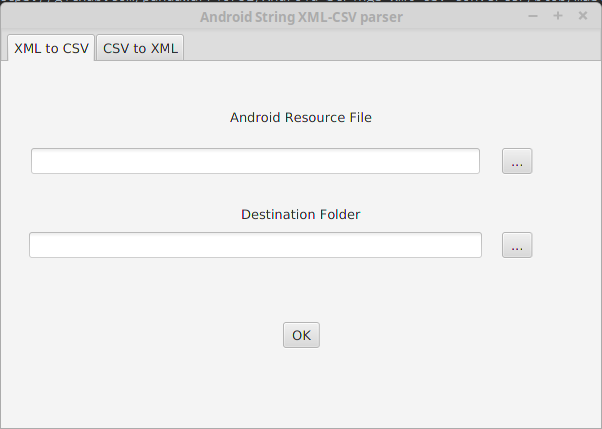 Android String XML-CSV parser
XML to CSV CSV to XML
Android Resource File
...
Destination Folder
...
OK